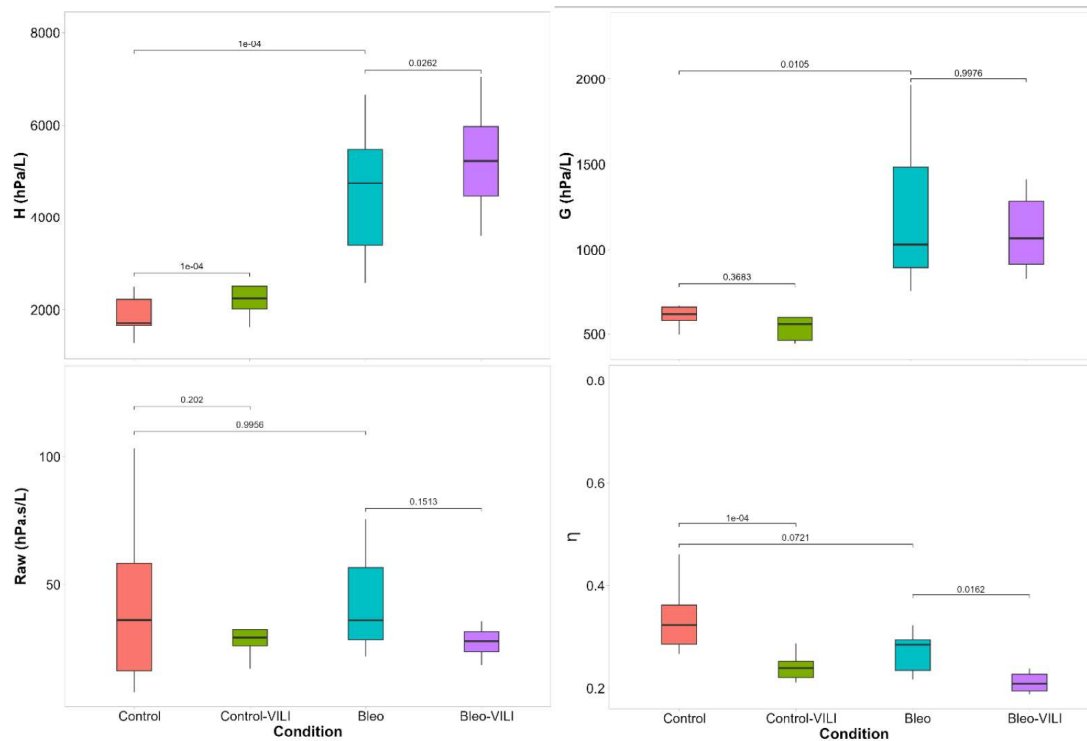 8000
6000
4000
2000
H (hPa/L)
1e-04
0.0262
1e-04
2000
1500
1000
500
G (hPa/L)
0.0105
0.9976
0.3683
100
50
Raw (hPa.s/L)
0.202
0.9956
0.1513
Control
Control-VILI
Bleo
Bleo-VILI
Condition
0.8
0.6
0.4
0.2
η
1e-04
0.0721
0.0162
Control
Control-VILI
Bleo
Bleo-VILI
Condition